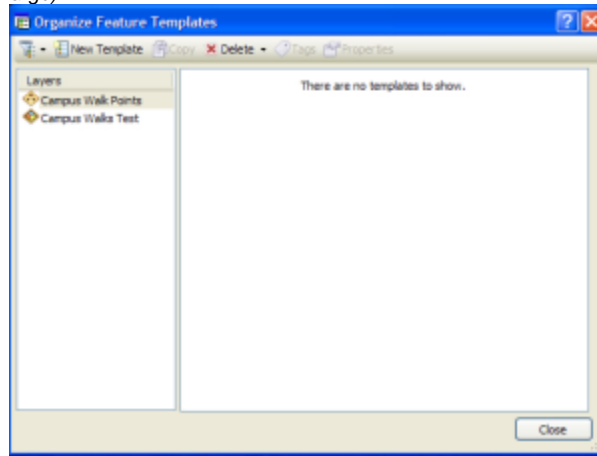 Organize Feature Templates
New Template Copy Delete Tags Properties
Layers
There are no templates to show.
Campus Walk Points
Campus Walks Test
Close